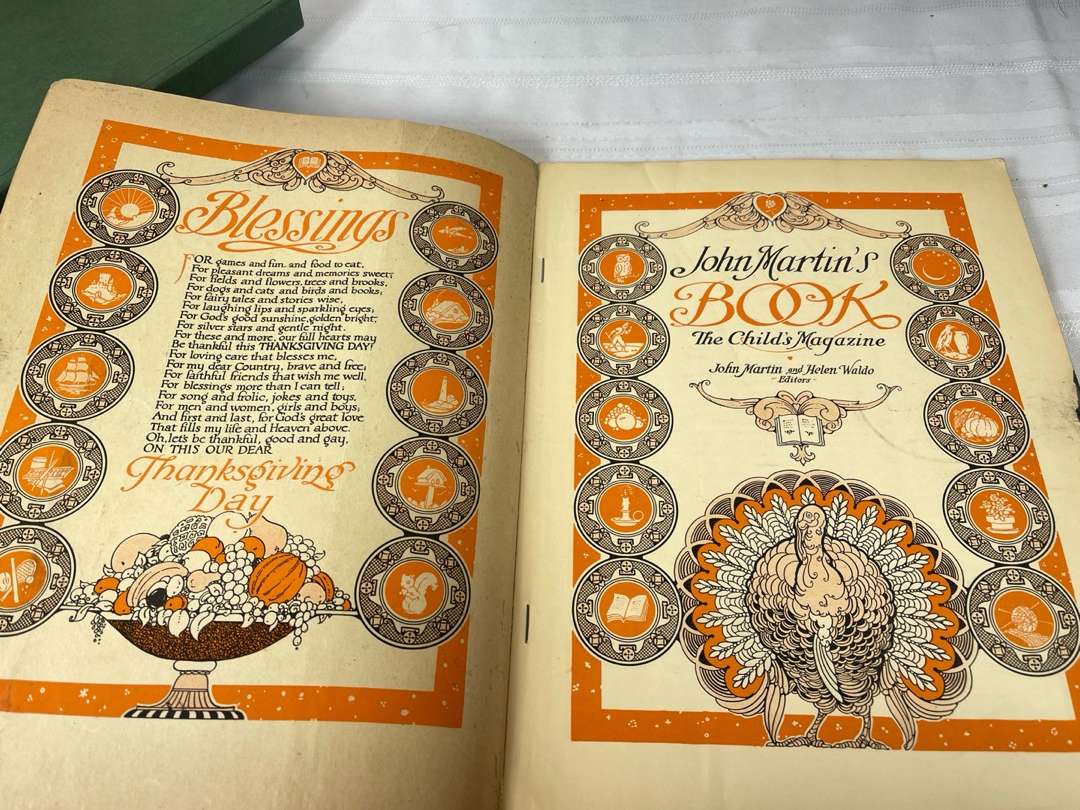 Blessings
FOR games and fun, and food to eat,
For pleasant dreams and memories sweet;
For fields and flowers, trees and brooks,
For dogs and cats and birds and books;
For fairy tales and stories wise,
For laughing lips and sparkling eyes;
For God's good sunshine, golden bright;
For silver stars and gentle night.
For these and more, our full hearts may
Be thankful this THANKSGIVING DAY!
For loving care that blesses me,
For my dear Country, brave and free;
For faithful friends that wish me well,
For blessings more than I can tell;
For song and frolic, jokes and toys,
For men and women, girls and boys;
And first and last, for God's great love
That fills my life and Heaven above.
Oh, let's be thankful, good and gay,
ON THIS OUR DEAR
Thanksgiving
Day
John Martin's
BOOK
The Child's Magazine
John Martin and Helen Waldo
- Editors -